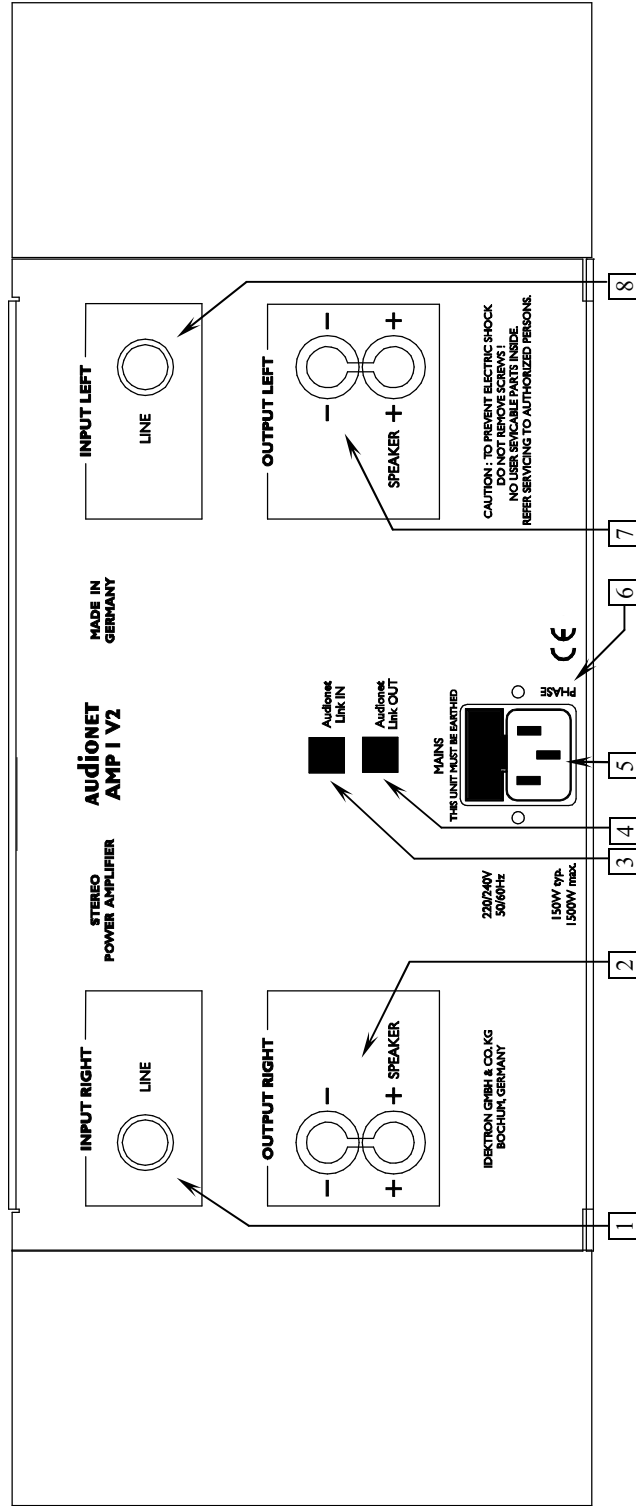 STEREO
POWER AMPLIFIER
AUDIONET
AMP I V2
MADE IN
GERMANY
INPUT RIGHT
LINE
INPUT LEFT
LINE
OUTPUT RIGHT
– –
+ + SPEAKER
Audionet
Link IN
Audionet
Link OUT
OUTPUT LEFT
– –
SPEAKER + +
IDEKTRON GMBH & CO.KG
BOCHUM, GERMANY
220/240V
50/60Hz
150W typ.
1500W max.
MAINS
THIS UNIT MUST BE EARTHED
PHASE
CE
CAUTION : TO PREVENT ELECTRIC SHOCK
DO NOT REMOVE SCREWS !
NO USER SEVICABLE PARTS INSIDE.
REFER SERVICING TO AUTHORIZED PERSONS.
1
2
3
4
5
6
7
8